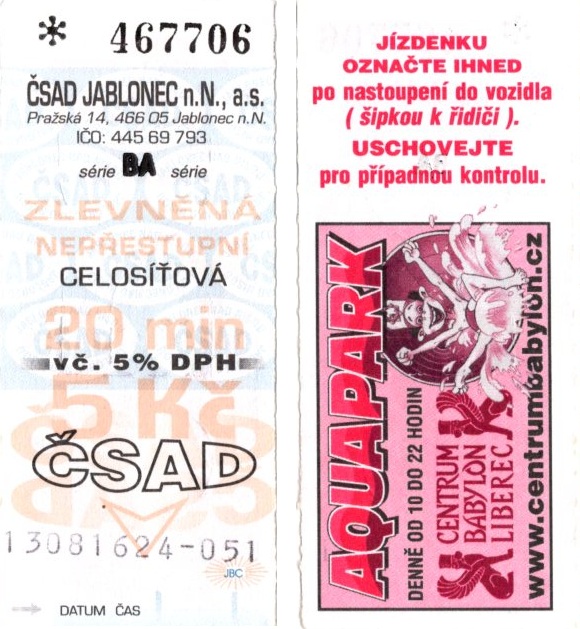 * 467706
ČSAD JABLONEC n.N., a.s.
Pražská 14, 466 05 Jablonec n.N.
IČO: 445 69 793
série BA série
ZLEVNĚNÁ
NEPŘESTUPNÍ
CELOSÍŤOVÁ
20 min
vč. 5% DPH
5 Kč
ČSAD
13081624-051
JBC
DATUM ČAS
JÍZDENKU
OZNAČTE IHNED
po nastoupení do vozidla
( šipkou k řidiči ).
USCHOVEJTE
pro případnou kontrolu.
AQUAPARK
DENNĚ OD 10 DO 22 HODIN
CENTRUM
BABYLON
LIBEREC
www.centrumbabylon.cz